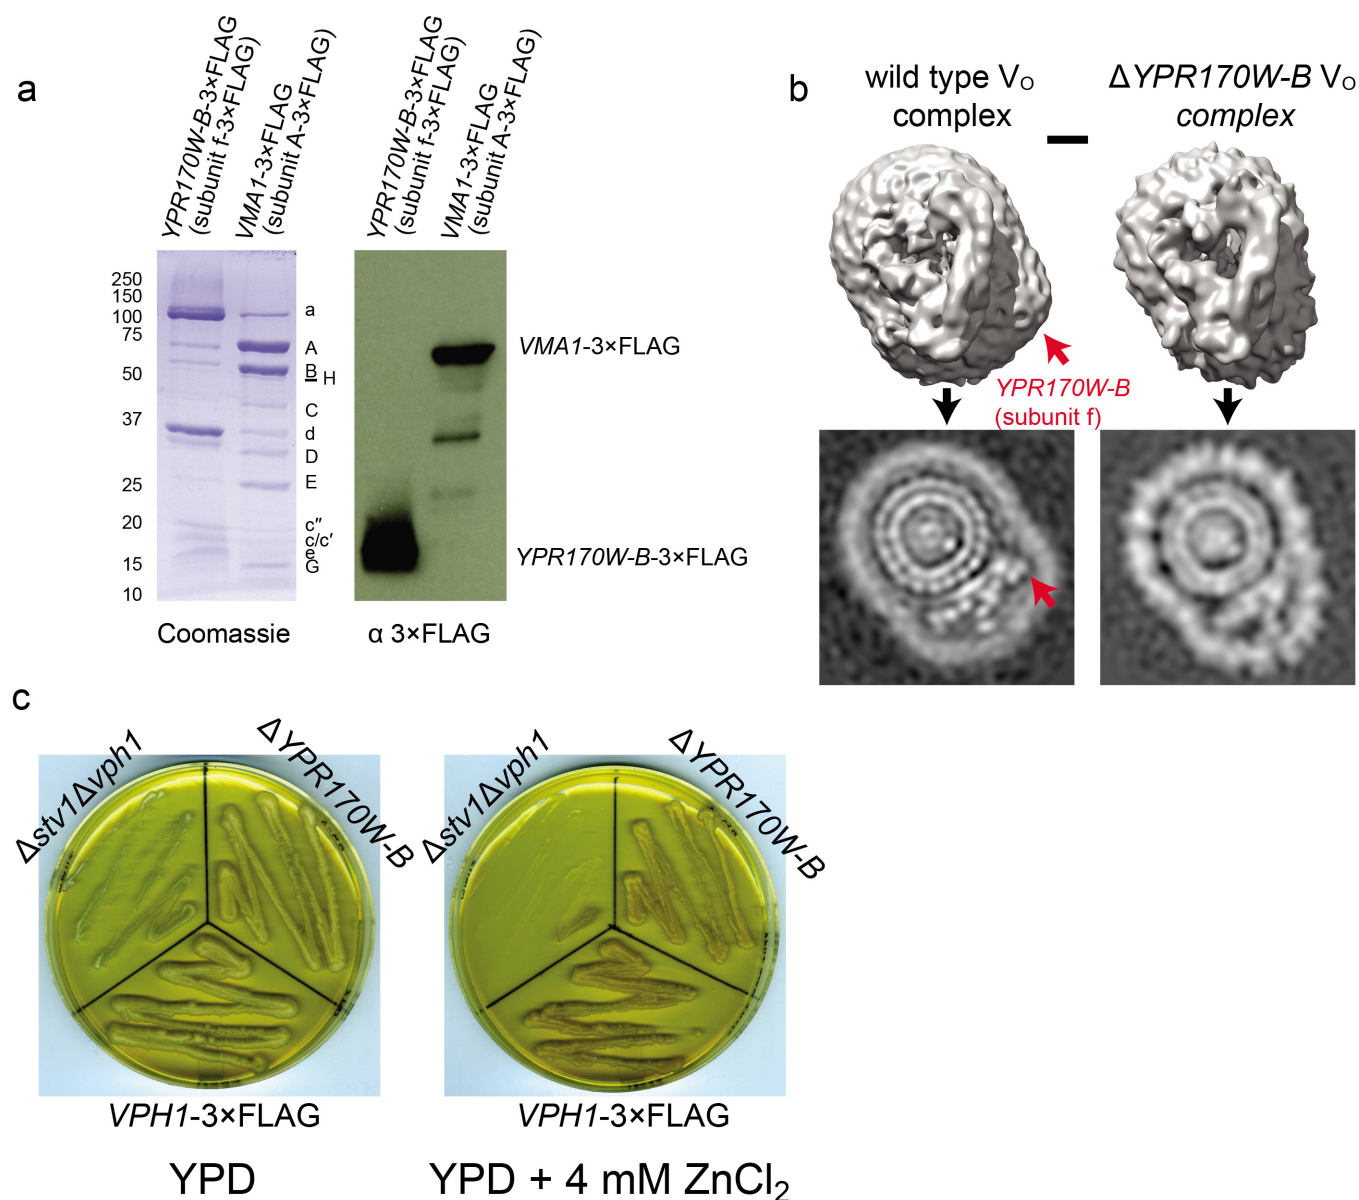 a
YPR170W-B-3×FLAG
(subunit f-3×FLAG)
VMA1-3×FLAG
(subunit A-3×FLAG)
YPR170W-B-3×FLAG
(subunit f-3×FLAG)
VMA1-3×FLAG
(subunit A-3×FLAG)
250
150
100
75
50
37
25
20
15
10
a
A
B
H
C
d
D
E
c″
c/c′
e
G
VMA1-3×FLAG
YPR170W-B-3×FLAG
Coomassie
α 3×FLAG
b
wild type VO
complex
ΔYPR170W-B VO
complex
YPR170W-B
(subunit f)
c
Δstv1Δvph1
ΔYPR170W-B
VPH1-3×FLAG
YPD
Δstv1Δvph1
ΔYPR170W-B
VPH1-3×FLAG
YPD + 4 mM ZnCl2